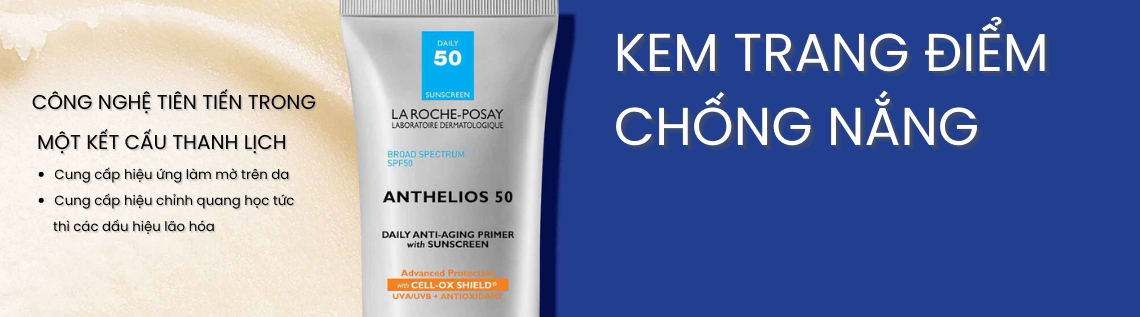 CÔNG NGHỆ TIÊN TIẾN TRONG
MỘT KẾT CẤU THANH LỊCH
• Cung cấp hiệu ứng làm mờ trên da
• Cung cấp hiệu chỉnh quang học tức
thì các dấu hiệu lão hóa
DAILY
50
SUNSCREEN
LA ROCHE-POSAY
LABORATOIRE DERMATOLOGIQUE
BROAD SPECTRUM
SPF50
ANTHELIOS 50
DAILY ANTI-AGING PRIMER
with SUNSCREEN
Advanced Protection
with CELL-OX SHIELD®
UVA/UVB + ANTIOXIDANT
KEM TRANG ĐIỂM
CHỐNG NẮNG